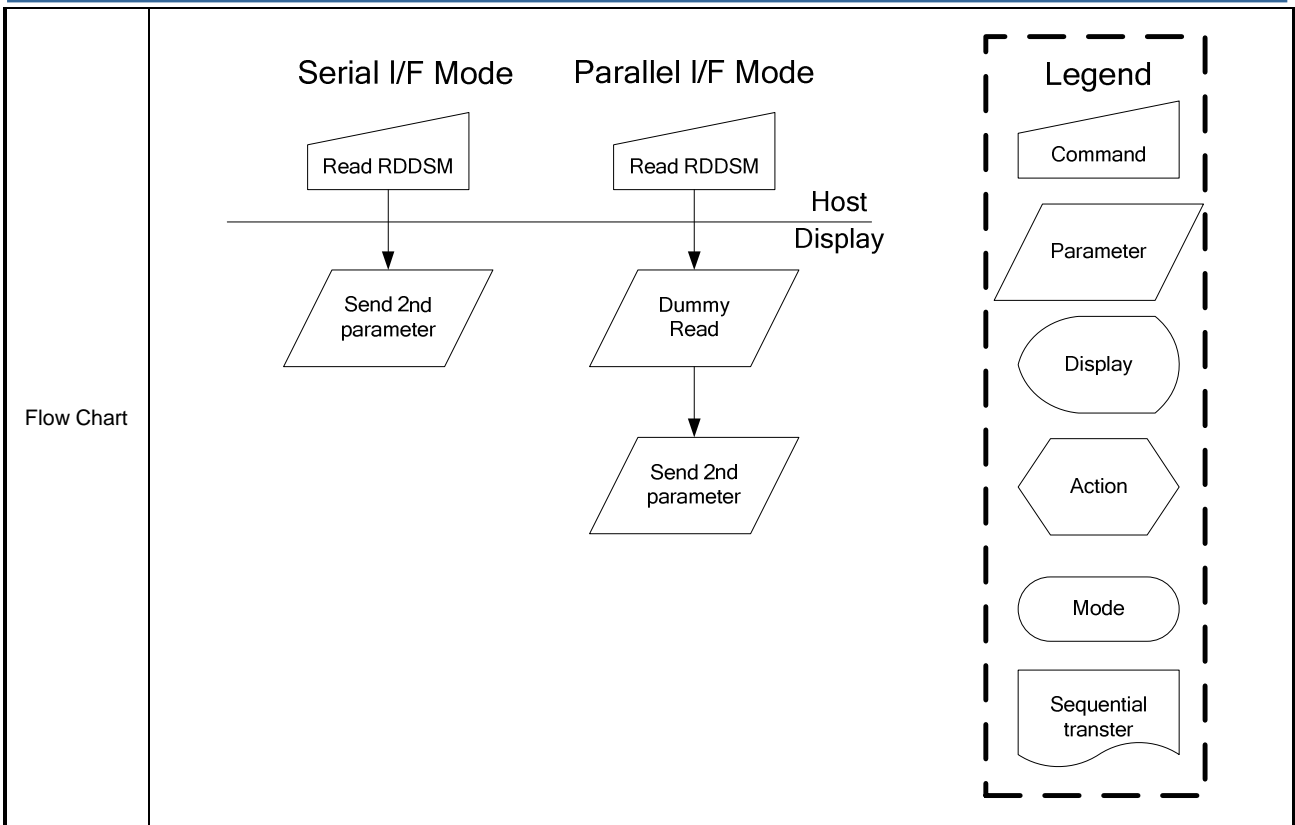 Flow Chart
Serial I/F Mode
Read RDDSM
Send 2nd
parameter
Parallel I/F Mode
Read RDDSM
Host
Display
Dummy
Read
Send 2nd
parameter
Legend
Command
Parameter
Display
Action
Mode
Sequential
transter